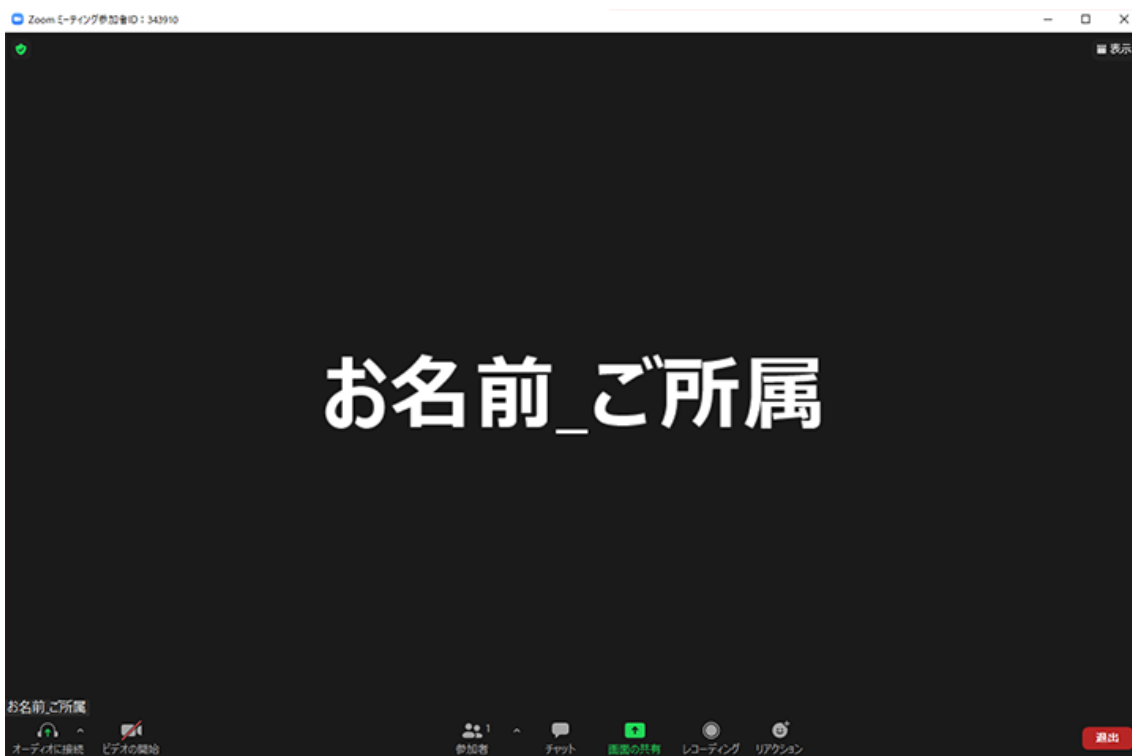 Zoom ミーティング参加者ID：343910
表示
お名前_ご所属
お名前_ご所属
オーディオに接続 ビデオの開始 参加者 1 チャット 画面の共有 レコーディング リアクション 退出